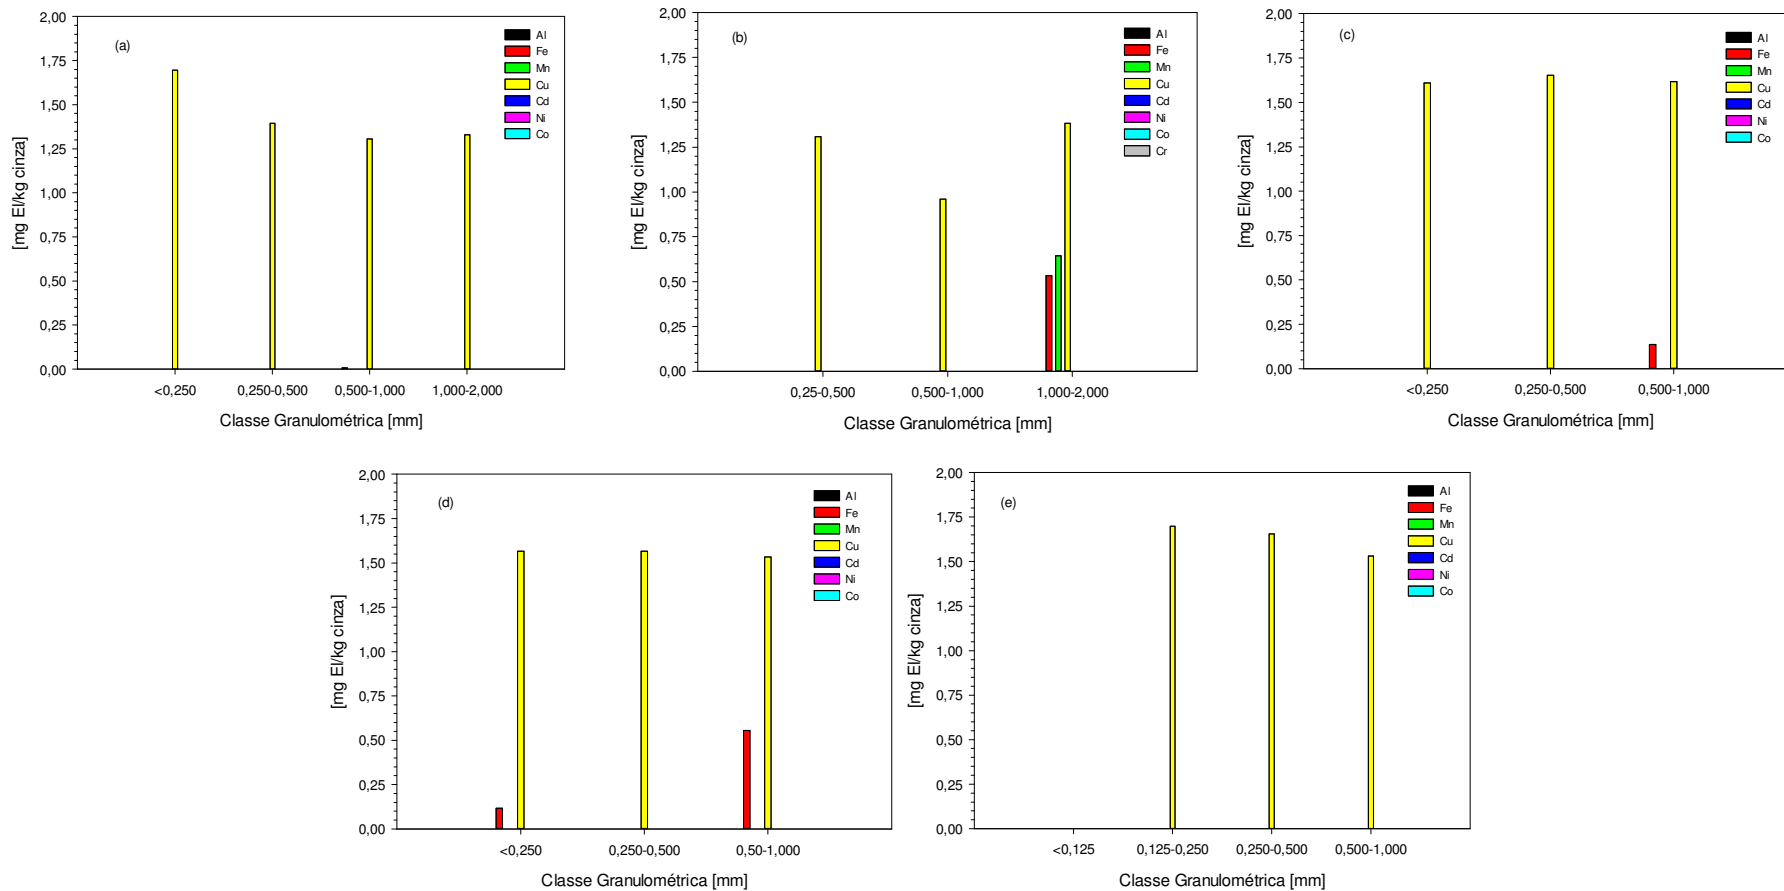 (a)
[mg El/kg cinza]
2,00
1,75
1,50
1,25
1,00
0,75
0,50
0,25
0,00
Al
Fe
Mn
Cu
Cd
Ni
Co
<0,250 0,250-0,500 0,500-1,000 1,000-2,000
Classe Granulométrica [mm]
(b)
[mg El/kg cinza]
2,00
1,75
1,50
1,25
1,00
0,75
0,50
0,25
0,00
Al
Fe
Mn
Cu
Cd
Ni
Co
Cr
0,25-0,500 0,500-1,000 1,000-2,000
Classe Granulométrica [mm]
(c)
[mg El/kg cinza]
2,00
1,75
1,50
1,25
1,00
0,75
0,50
0,25
0,00
Al
Fe
Mn
Cu
Cd
Ni
Co
<0,250 0,250-0,500 0,500-1,000
Classe Granulométrica [mm]
(d)
[mg El/kg cinza]
2,00
1,75
1,50
1,25
1,00
0,75
0,50
0,25
0,00
Al
Fe
Mn
Cu
Cd
Ni
Co
<0,250 0,250-0,500 0,50-1,000
Classe Granulométrica [mm]
(e)
[mg El/kg cinza]
2,00
1,75
1,50
1,25
1,00
0,75
0,50
0,25
0,00
Al
Fe
Mn
Cu
Cd
Ni
Co
<0,125 0,125-0,250 0,250-0,500 0,500-1,000
Classe Granulométrica [mm]